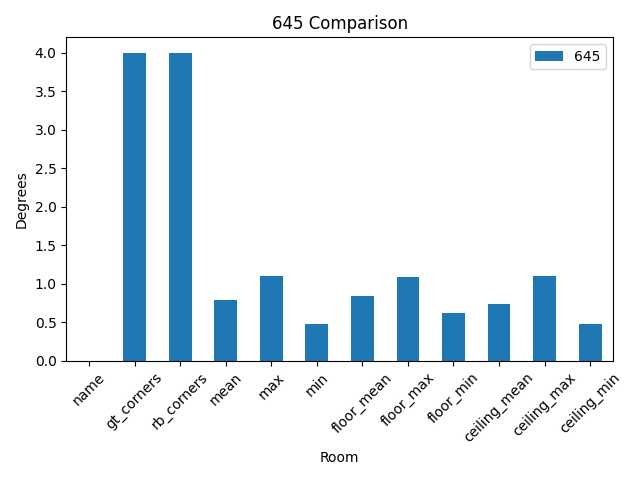 645 Comparison
645
Degrees
4.0
3.5
3.0
2.5
2.0
1.5
1.0
0.5
0.0
name
gt_corners
rb_corners
mean
max
min
floor_mean
floor_max
floor_min
ceiling_mean
ceiling_max
ceiling_min
Room